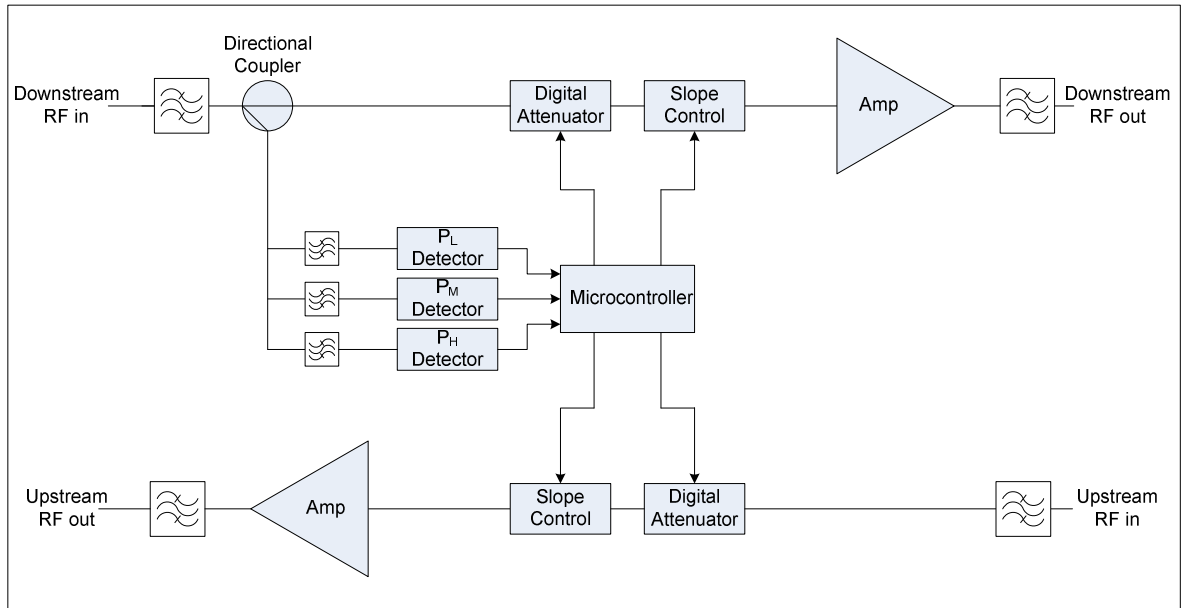 Directional
Coupler
Downstream
RF in
Digital
Attenuator
Slope
Control
Amp
Downstream
RF out
PL
Detector
PM
Detector
PH
Detector
Microcontroller
Upstream
RF out
Amp
Slope
Control
Digital
Attenuator
Upstream
RF in